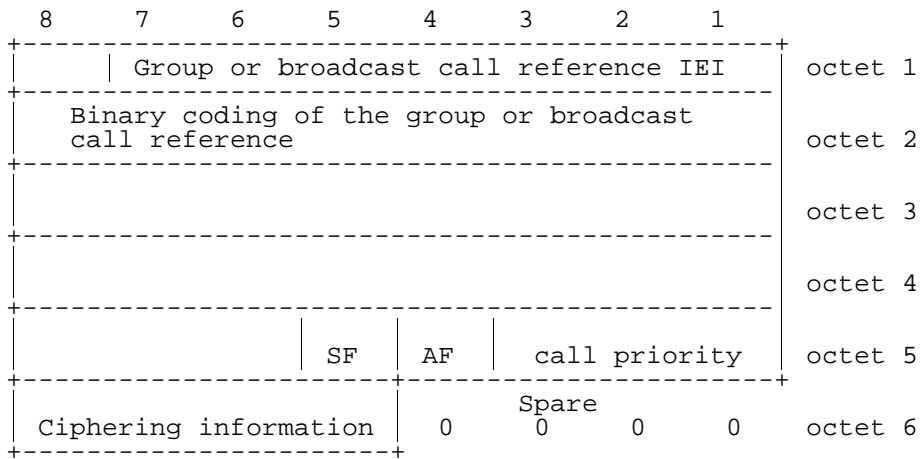 8 7 6 5 4 3 2 1
Group or broadcast call reference IEI octet 1
Binary coding of the group or broadcast
call reference octet 2
octet 3
octet 4
SF AF call priority octet 5
Spare
Ciphering information 0 0 0 0 octet 6